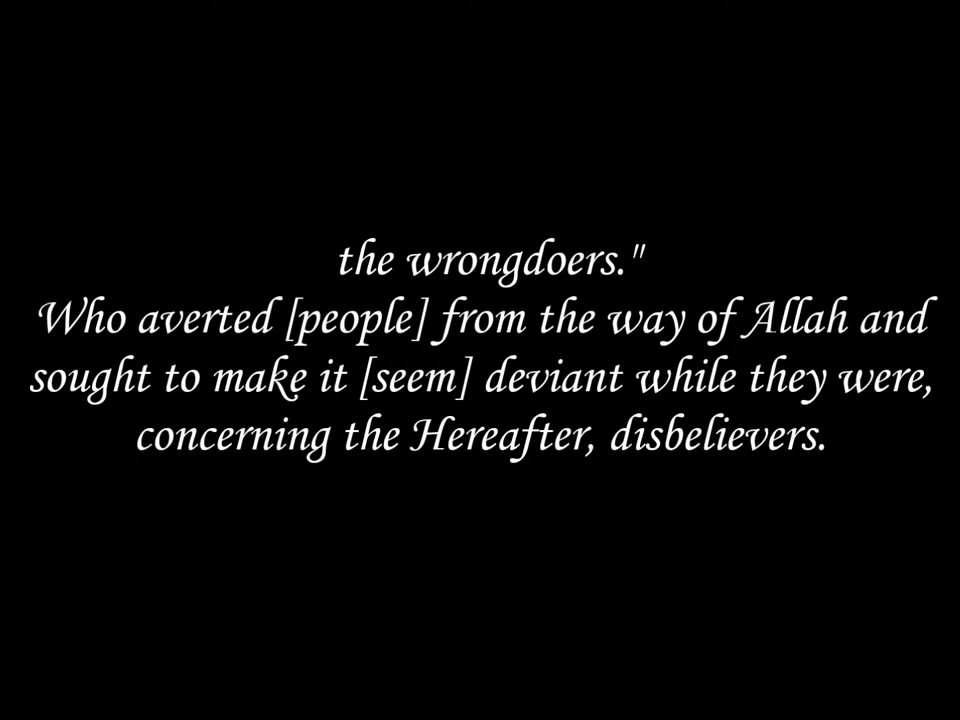 the wrongdoers."
Who averted [people] from the way of Allah and
sought to make it [seem] deviant while they were,
concerning the Hereafter, disbelievers.